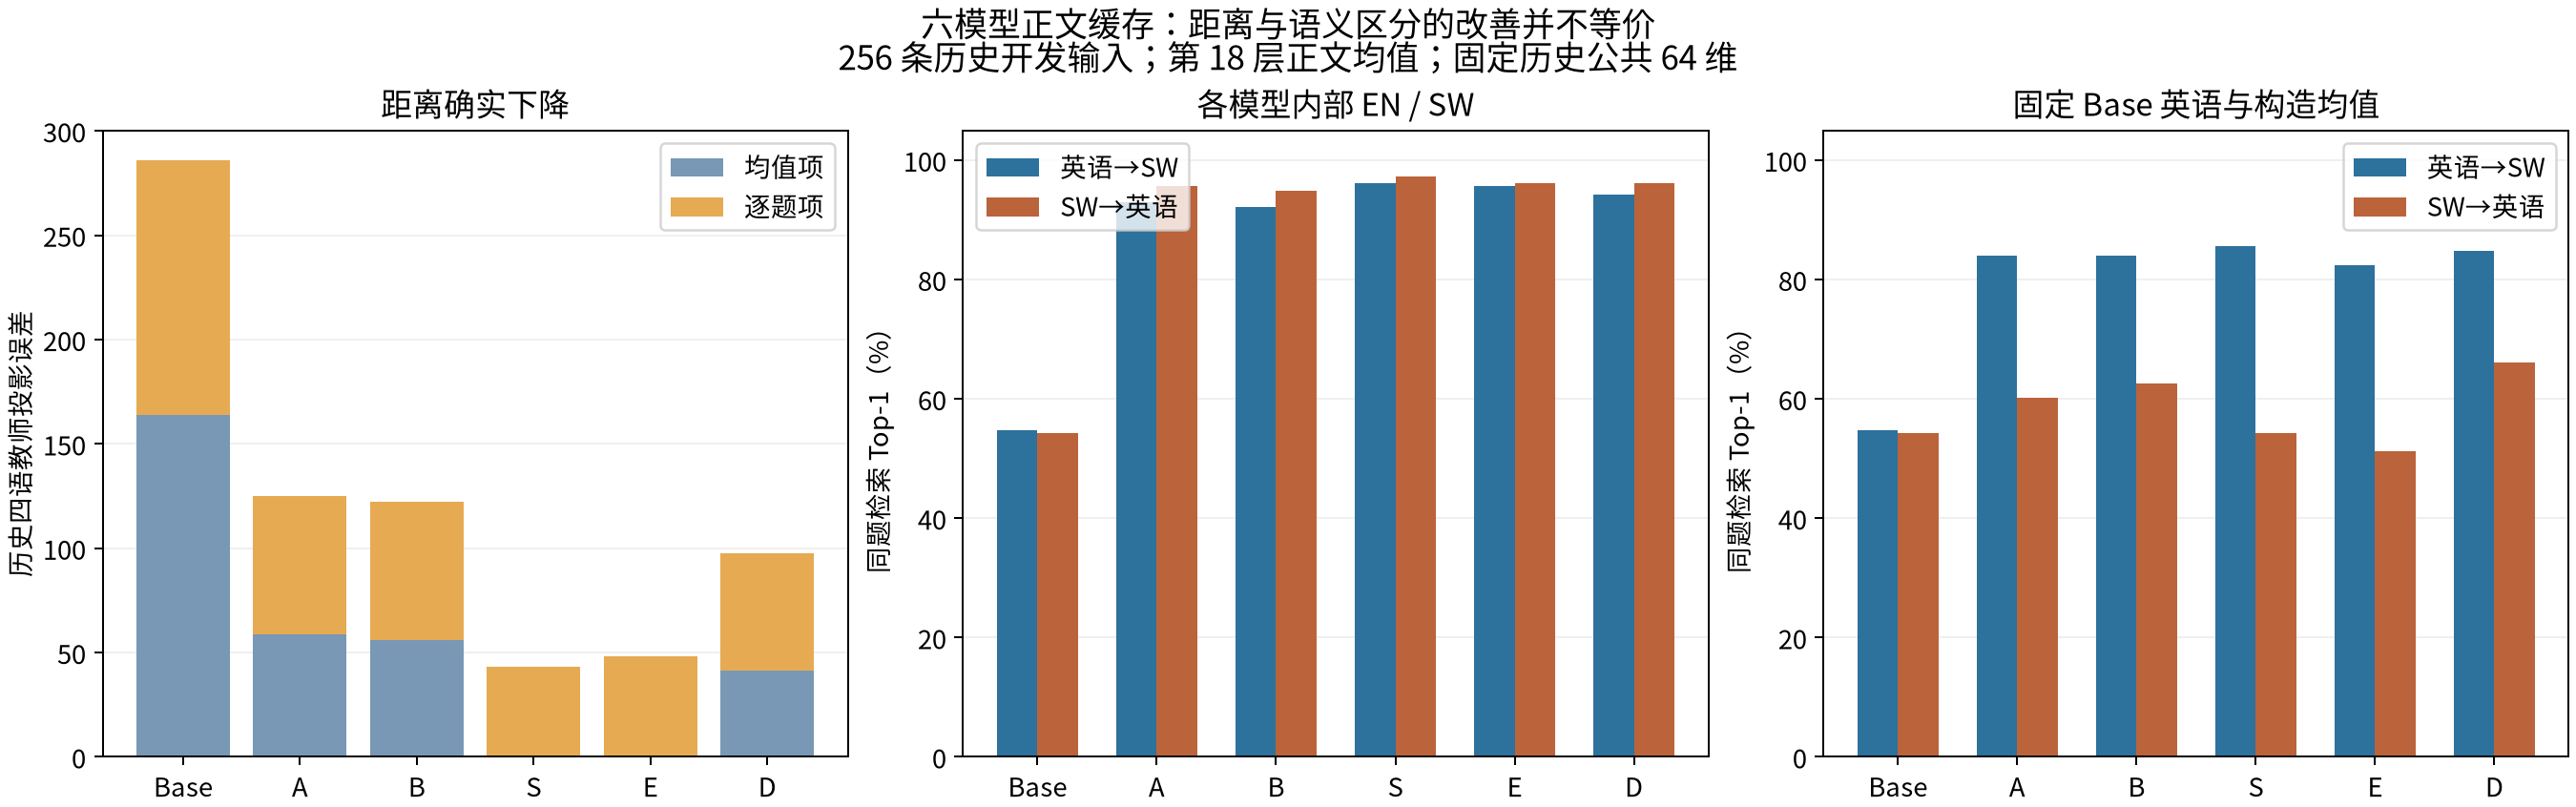 六模型正文缓存：距离与语义区分的改善并不等价
256 条历史开发输入；第 18 层正文均值；固定历史公共 64 维
距离确实下降
历史四语教师投影误差
300
250
200
150
100
50
0
均值项
逐题项
Base A B S E D
各模型内部 EN / SW
同题检索 Top-1（%）
100
80
60
40
20
0
英语→SW
SW→英语
Base A B S E D
固定 Base 英语与构造均值
同题检索 Top-1（%）
100
80
60
40
20
0
英语→SW
SW→英语
Base A B S E D